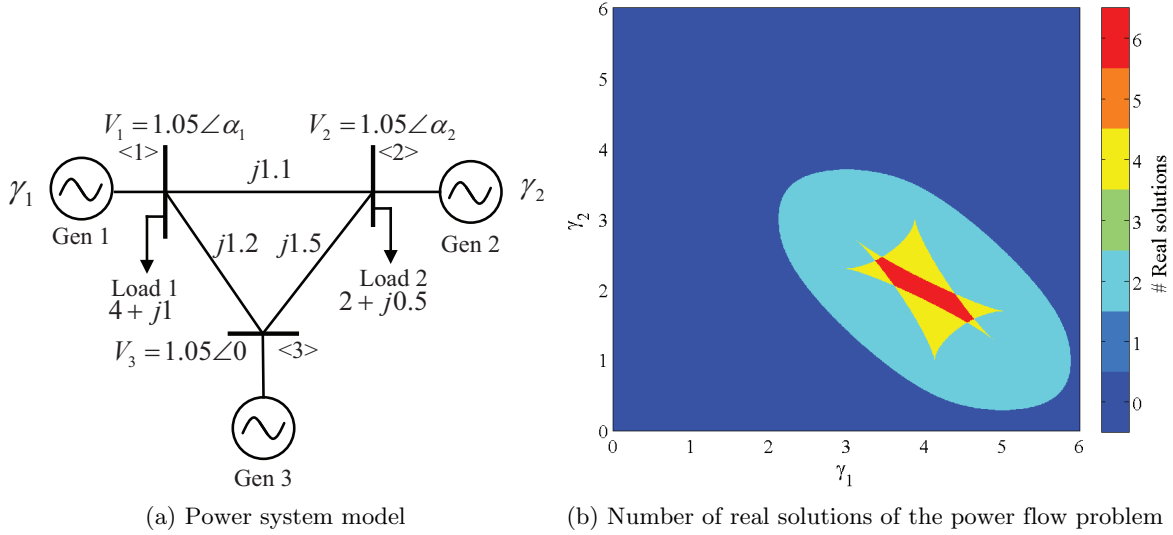 V₁ = 1.05∠α₁
V₂ = 1.05∠α₂
<1>
<2>
γ₁
j1.1
γ₂
Gen 1
Gen 2
j1.2
j1.5
Load 1
4 + j1
Load 2
2 + j0.5
V₃ = 1.05∠0
<3>
Gen 3
(a) Power system model
6
5
4
3
2
1
0
γ₂
0
1
2
3
4
5
6
γ₁
6
5
4
3
2
1
0
# Real solutions
(b) Number of real solutions of the power flow problem